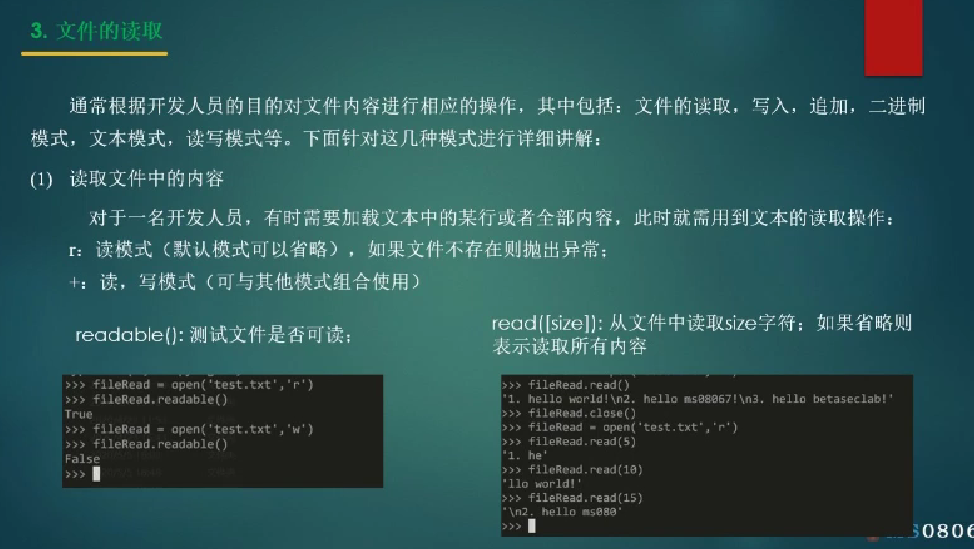 3. 文件的读取
通常根据开发人员的目的对文件内容进行相应的操作，其中包括：文件的读取，写入，追加，二进制
模式，文本模式，读写模式等。下面针对这几种模式进行详细讲解：
(1) 读取文件中的内容
对于一名开发人员，有时需要加载文本中的某行或者全部内容，此时就需用到文本的读取操作：
r：读模式（默认模式可以省略），如果文件不存在则抛出异常；
+：读，写模式（可与其他模式组合使用）
readable(): 测试文件是否可读；
>>> fileRead = open('test.txt','r')
>>> fileRead.readable()
True
>>> fileRead = open('test.txt','w')
>>> fileRead.readable()
False
>>>
read([size]): 从文件中读取size字符；如果省略则
表示读取所有内容
>>> fileRead.read()
'1. hello world!\n2. hello ms08067!\n3. hello betaseclab!'
>>> fileRead.close()
>>> fileRead = open('test.txt','r')
>>> fileRead.read(5)
'1. he'
>>> fileRead.read(10)
'llo world!'
>>> fileRead.read(15)
'\n2. hello ms080'
>>>
0806